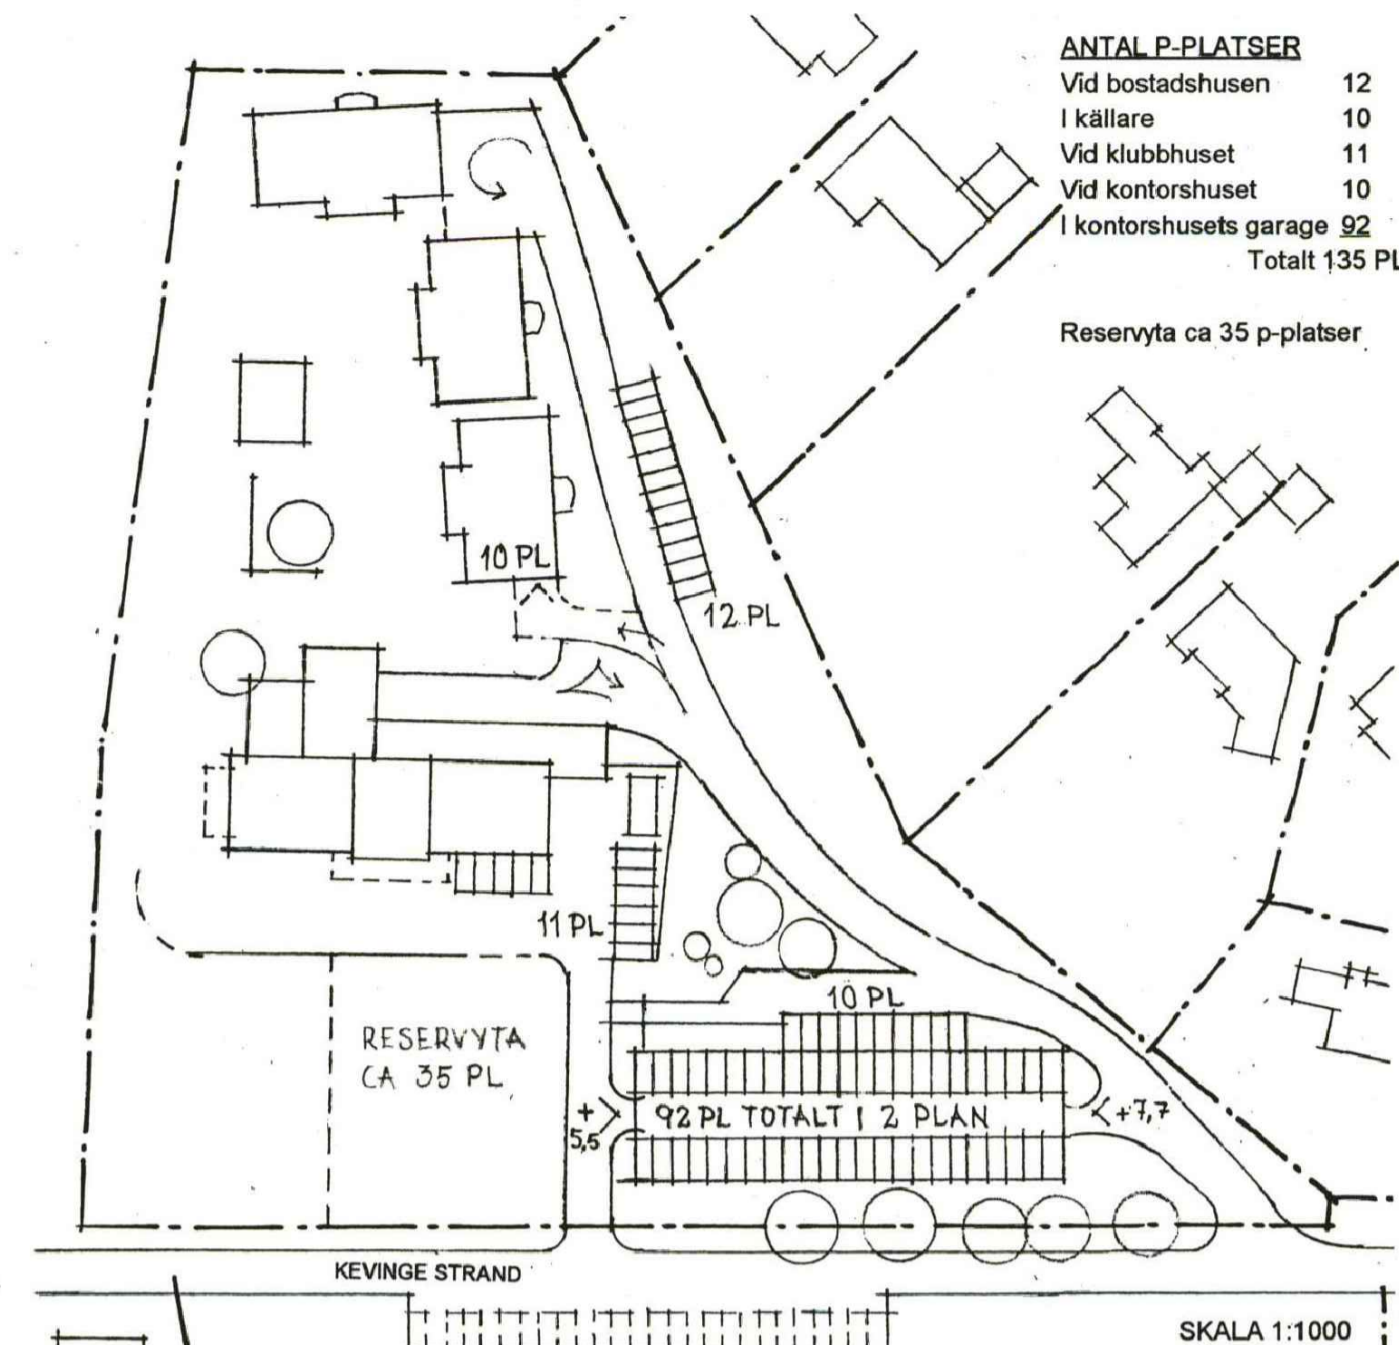 ANTAL P-PLATSER
Vid bostadshusen 12
I källare 10
Vid klubbhuset 11
Vid kontorshuset 10
I kontorshusets garage 92
Totalt 135 PL
Reservyta ca 35 p-platser
10 PL
12 PL
11 PL
10 PL
RESERVYTA
CA 35 PL
92 PL TOTALT I 2 PLAN
+
5,5
+7,7
KEVINGE STRAND
SKALA 1:1000